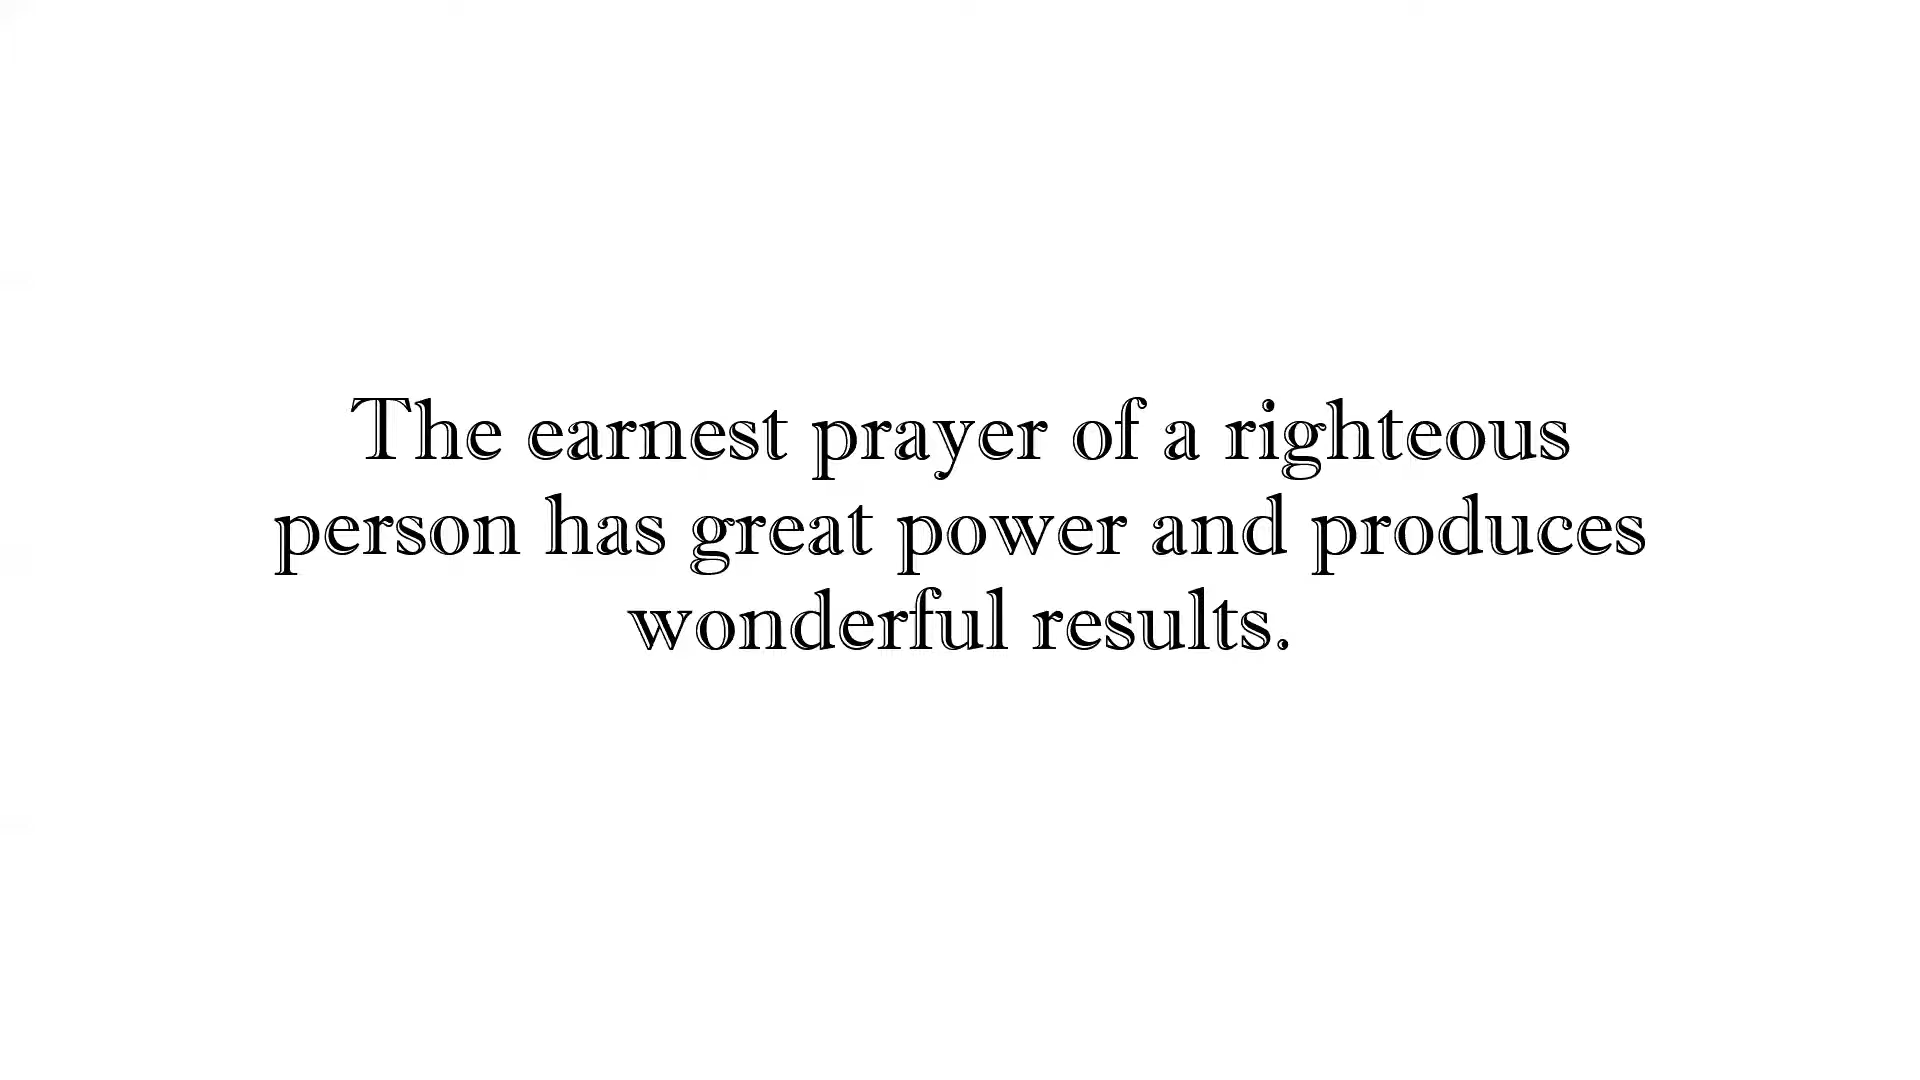 The earnest prayer of a righteous
person has great power and produces
wonderful results.